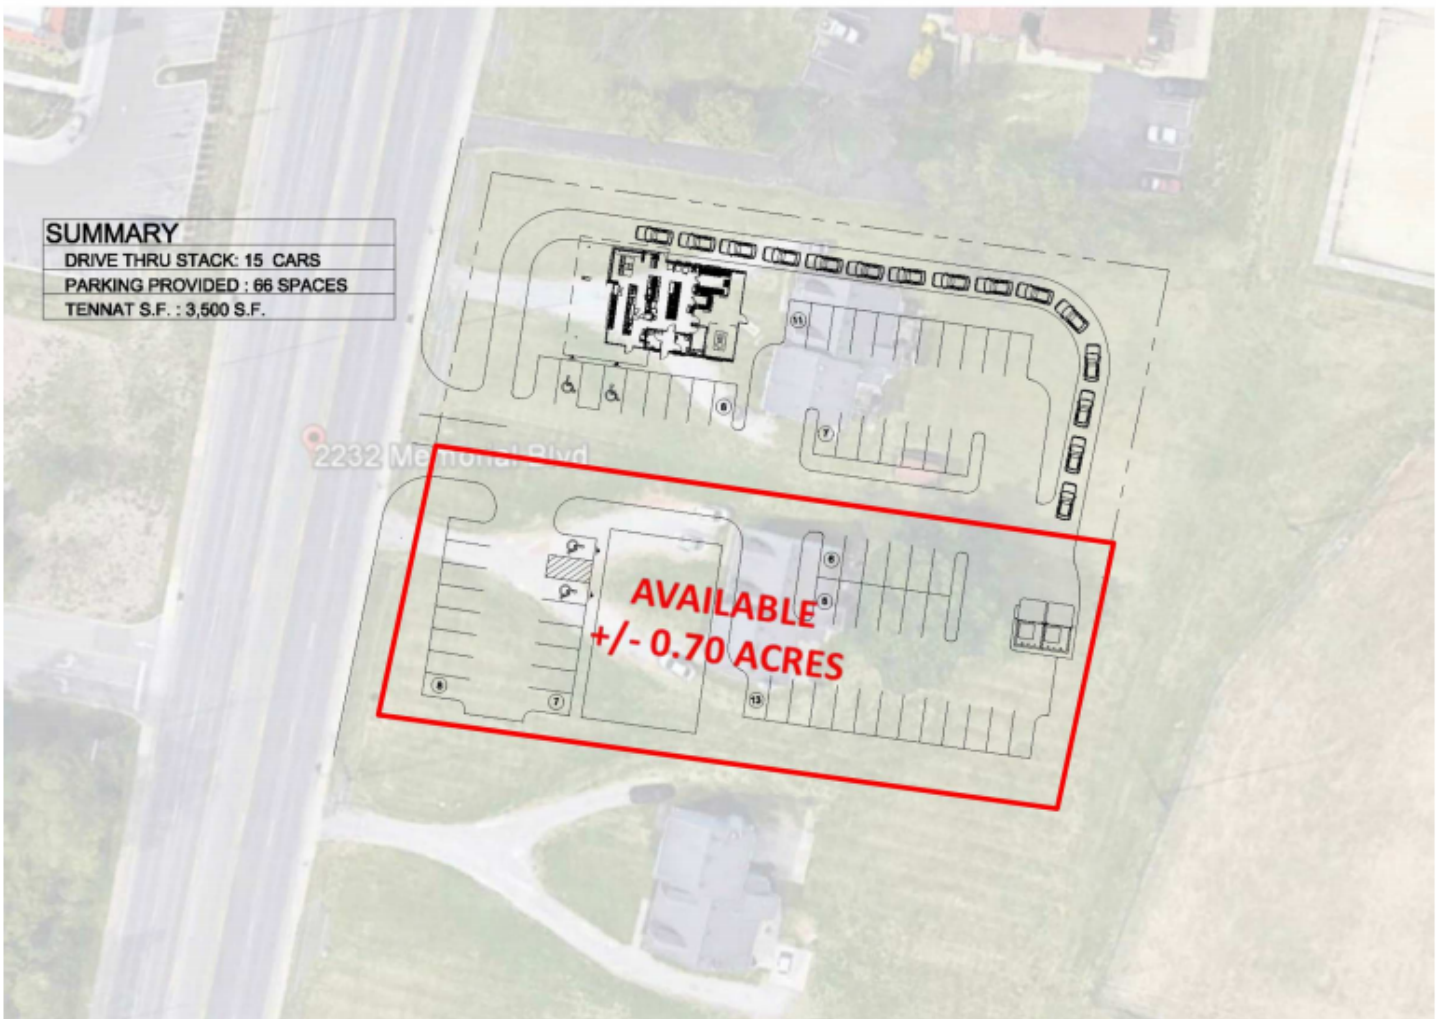 SUMMARY
DRIVE THRU STACK: 15 CARS
PARKING PROVIDED : 66 SPACES
TENNAT S.F. : 3,500 S.F.
11
8
7
2232 Memorial Blvd
6
5
AVAILABLE
+/- 0.70 ACRES
8
7
13